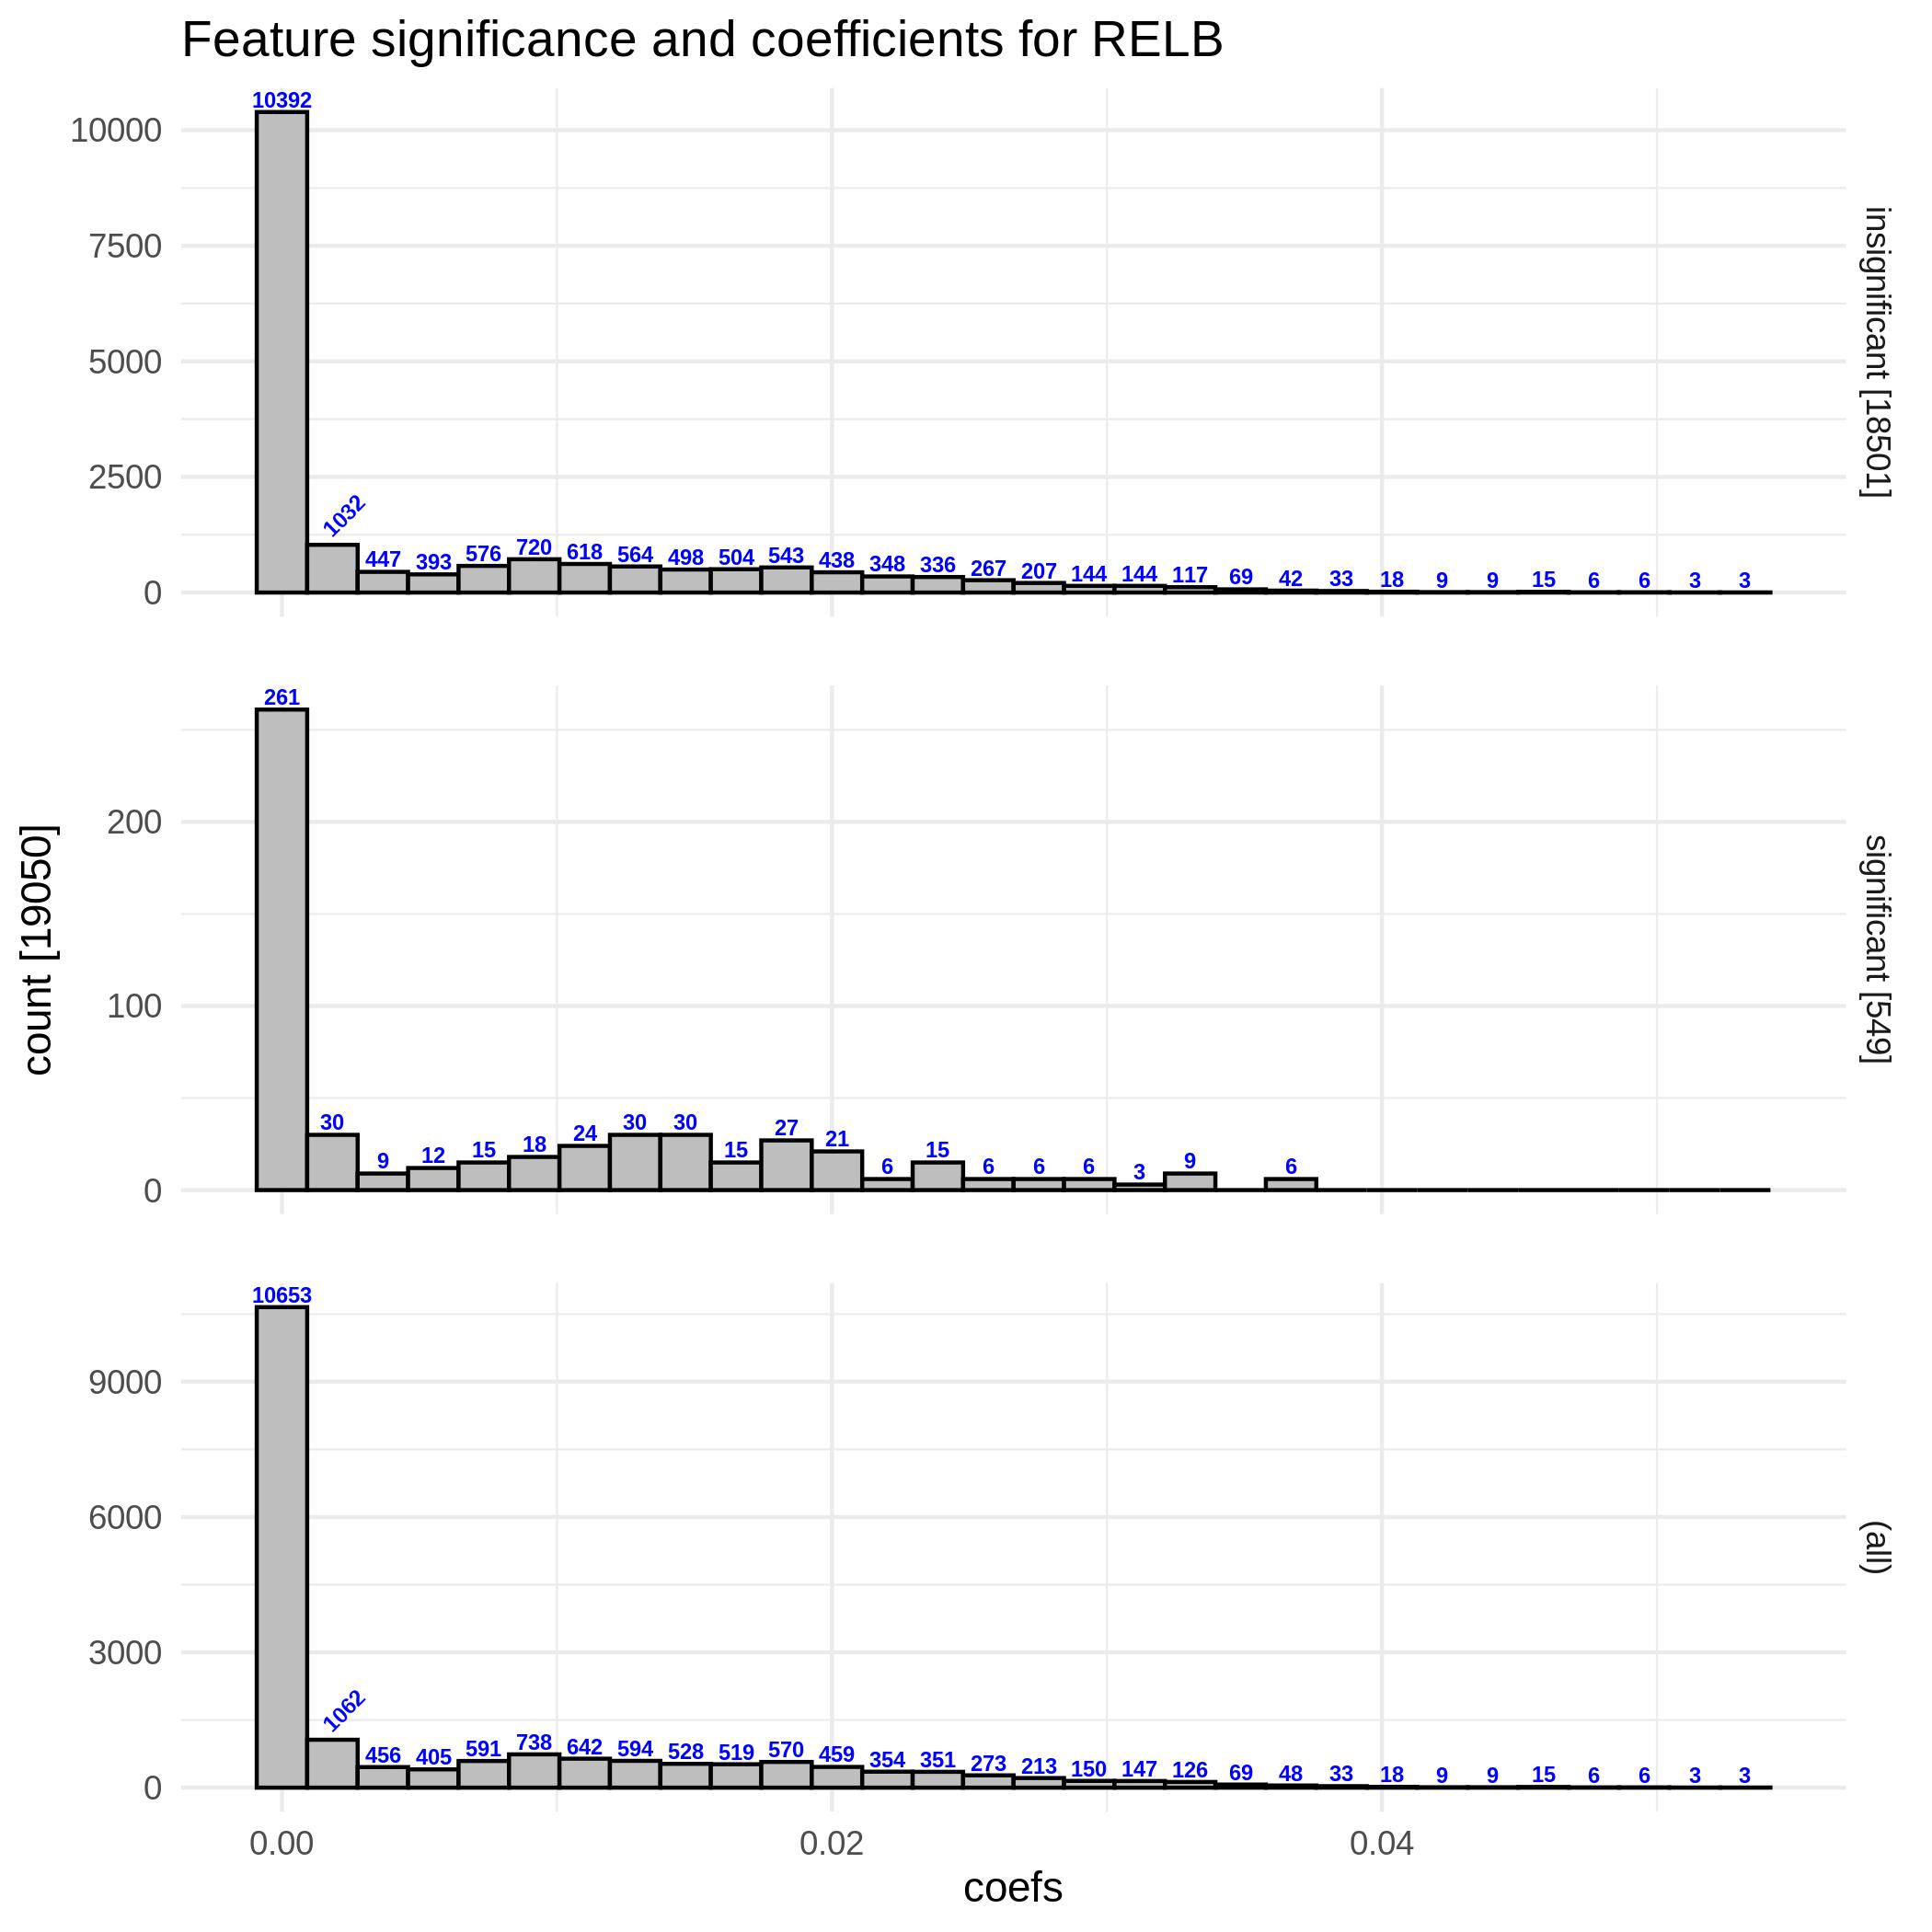 Feature significance and coefficients for RELB
10392
10000
7500
5000
2500
0
1032
447 393 576 720 618 564 498 504 543 438 348 336 267 207 144 144 117 69 42 33 18 9 9 15 6 6 3 3
insignificant [18501]
261
200
100
0
30 9 12 15 18 24 30 30 15 27 21 6 15 6 6 6 3 9 6
significant [549]
count [19050]
10653
9000
6000
3000
0
1062
456 405 591 738 642 594 528 519 570 459 354 351 273 213 150 147 126 69 48 33 18 9 9 15 6 6 3 3
(all)
0.00 0.02 0.04
coefs